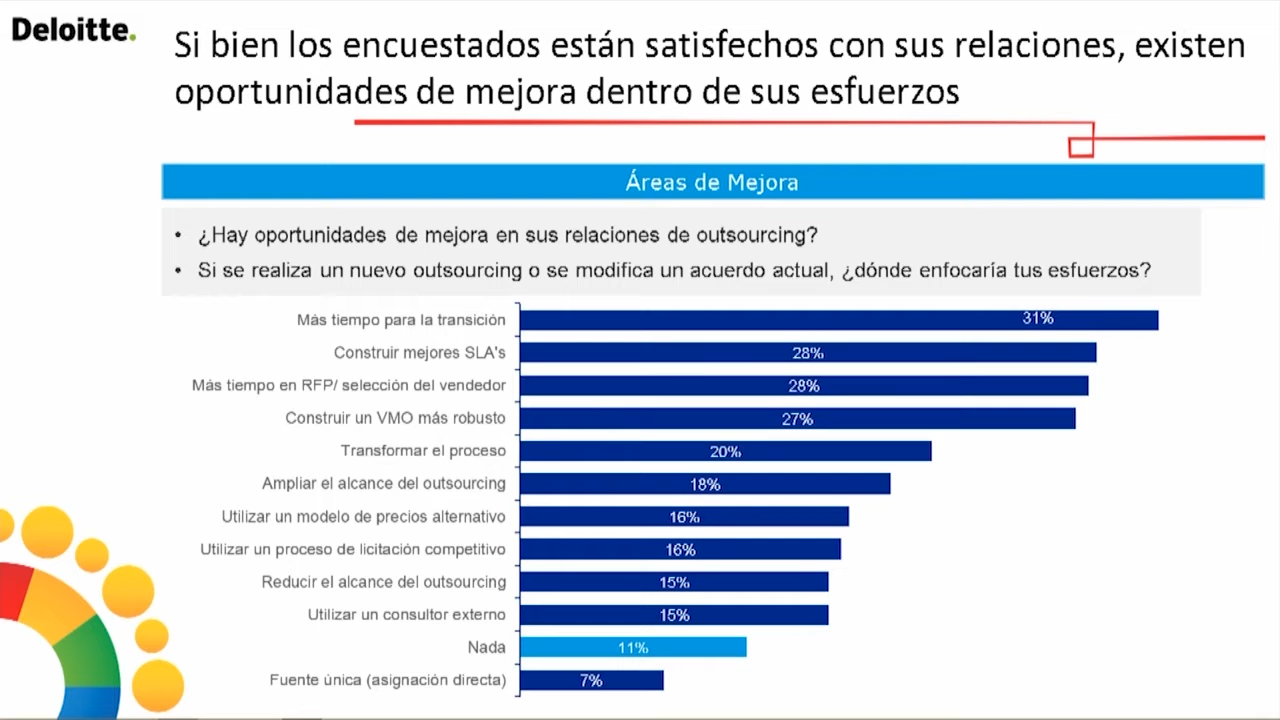 Deloitte.
Si bien los encuestados están satisfechos con sus relaciones, existen
oportunidades de mejora dentro de sus esfuerzos
Áreas de Mejora
• ¿Hay oportunidades de mejora en sus relaciones de outsourcing?
• Si se realiza un nuevo outsourcing o se modifica un acuerdo actual, ¿dónde enfocaría tus esfuerzos?
Más tiempo para la transición 31%
Construir mejores SLA's 28%
Más tiempo en RFP/ selección del vendedor 28%
Construir un VMO más robusto 27%
Transformar el proceso 20%
Ampliar el alcance del outsourcing 18%
Utilizar un modelo de precios alternativo 16%
Utilizar un proceso de licitación competitivo 16%
Reducir el alcance del outsourcing 15%
Utilizar un consultor externo 15%
Nada 11%
Fuente única (asignación directa) 7%